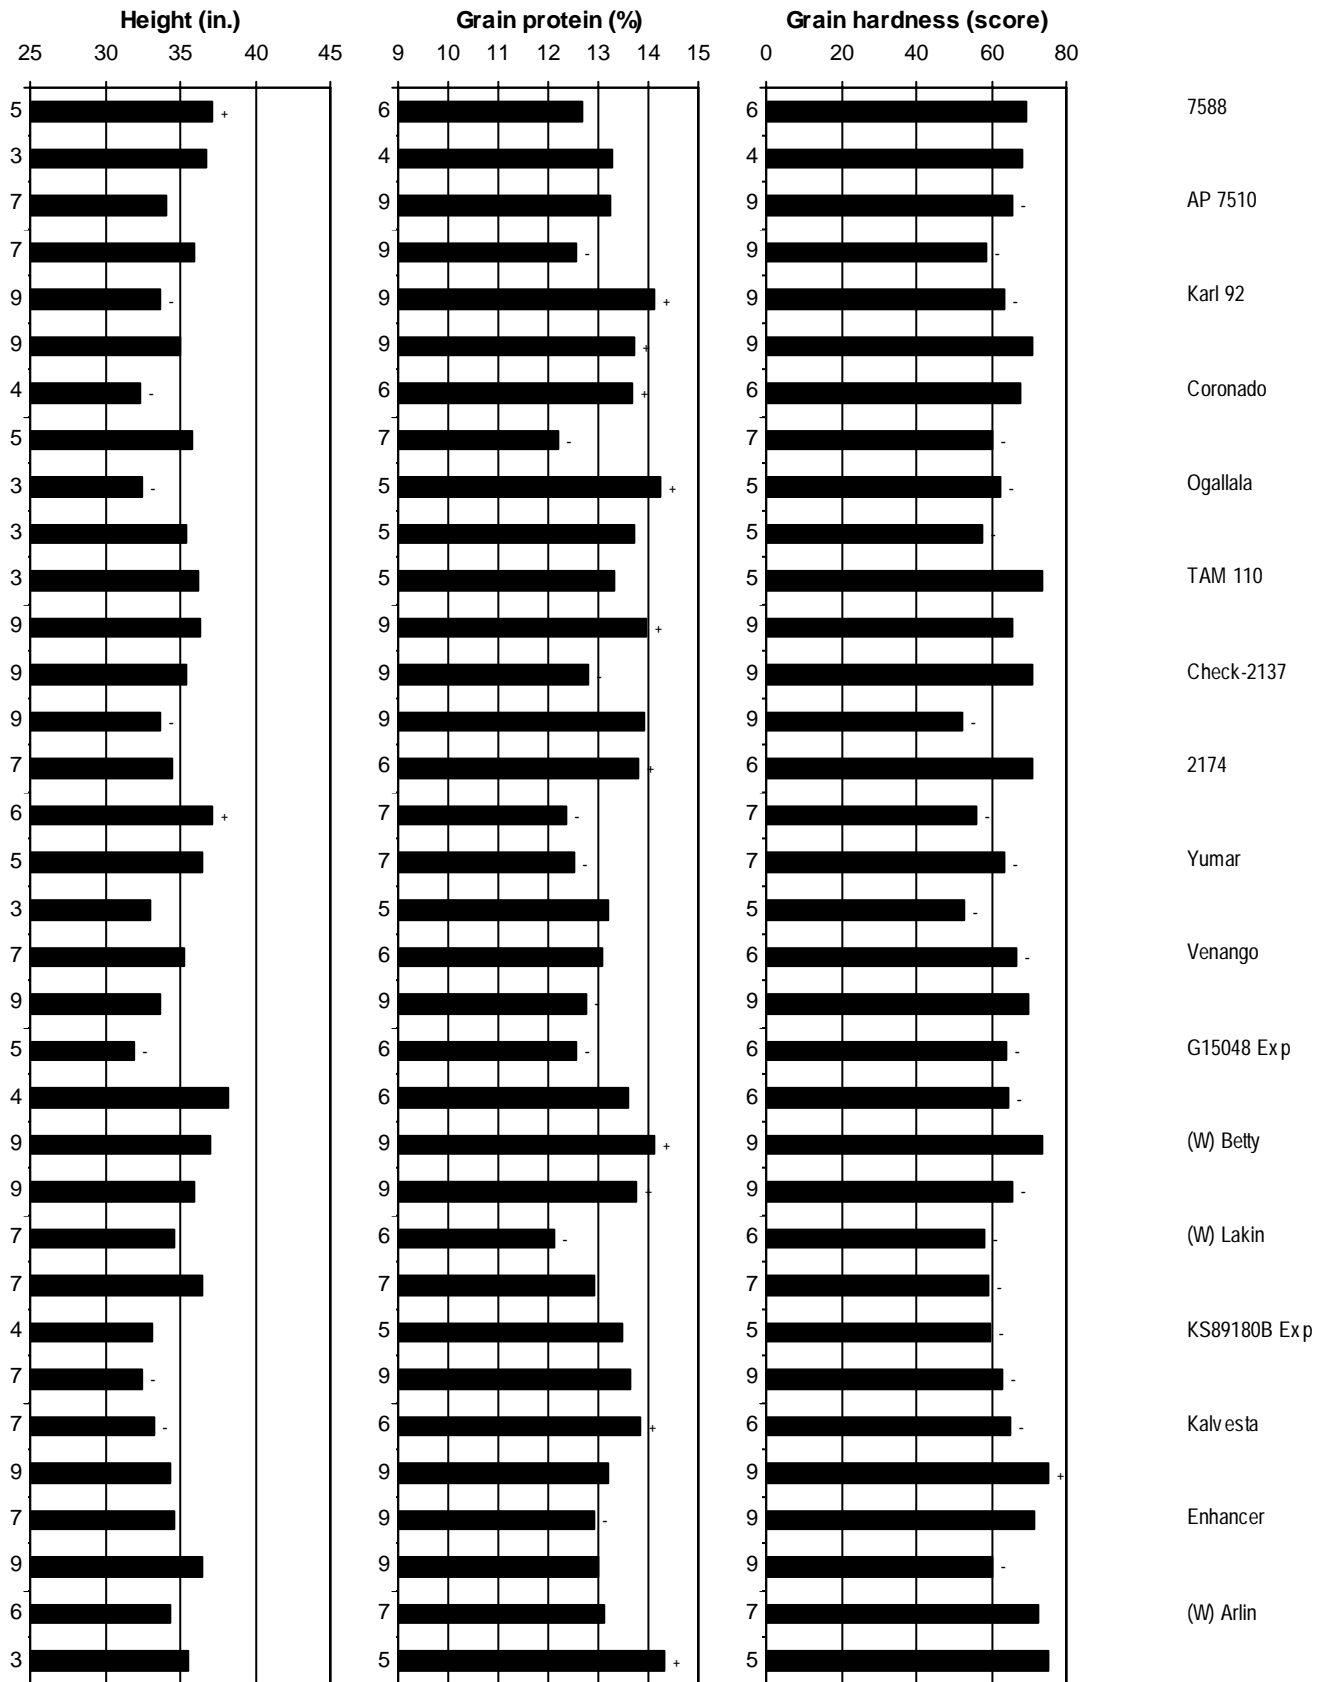 Height (in.) Grain protein (%) Grain hardness (score)
25 30 35 40 45 9 10 11 12 13 14 15 0 20 40 60 80
5 + 6 6 7588
3 4 4
7 9 9 - AP 7510
7 9 - 9 -
9 - 9 + 9 - Karl 92
9 9 + 9
4 - 6 + 6 Coronado
5 7 - 7 -
3 - 5 + 5 - Ogallala
3 5 5 -
3 5 5 TAM 110
9 9 + 9
9 9 - 9 Check-2137
9 - 9 9 -
7 6 + 6 2174
6 + 7 - 7 -
5 7 - 7 - Yumar
3 5 5 -
7 6 6 - Venango
9 9 - 9
5 - 6 - 6 - G15048 Exp
4 6 6 -
9 9 + 9 (W) Betty
9 9 + 9 -
7 6 - 6 - (W) Lakin
7 7 7 -
4 5 5 - KS89180B Exp
7 - 9 9 -
7 - 6 + 6 - Kalvesta
9 9 9 +
7 9 - 9 Enhancer
9 9 9 -
6 7 7 (W) Arlin
3 5 + 5